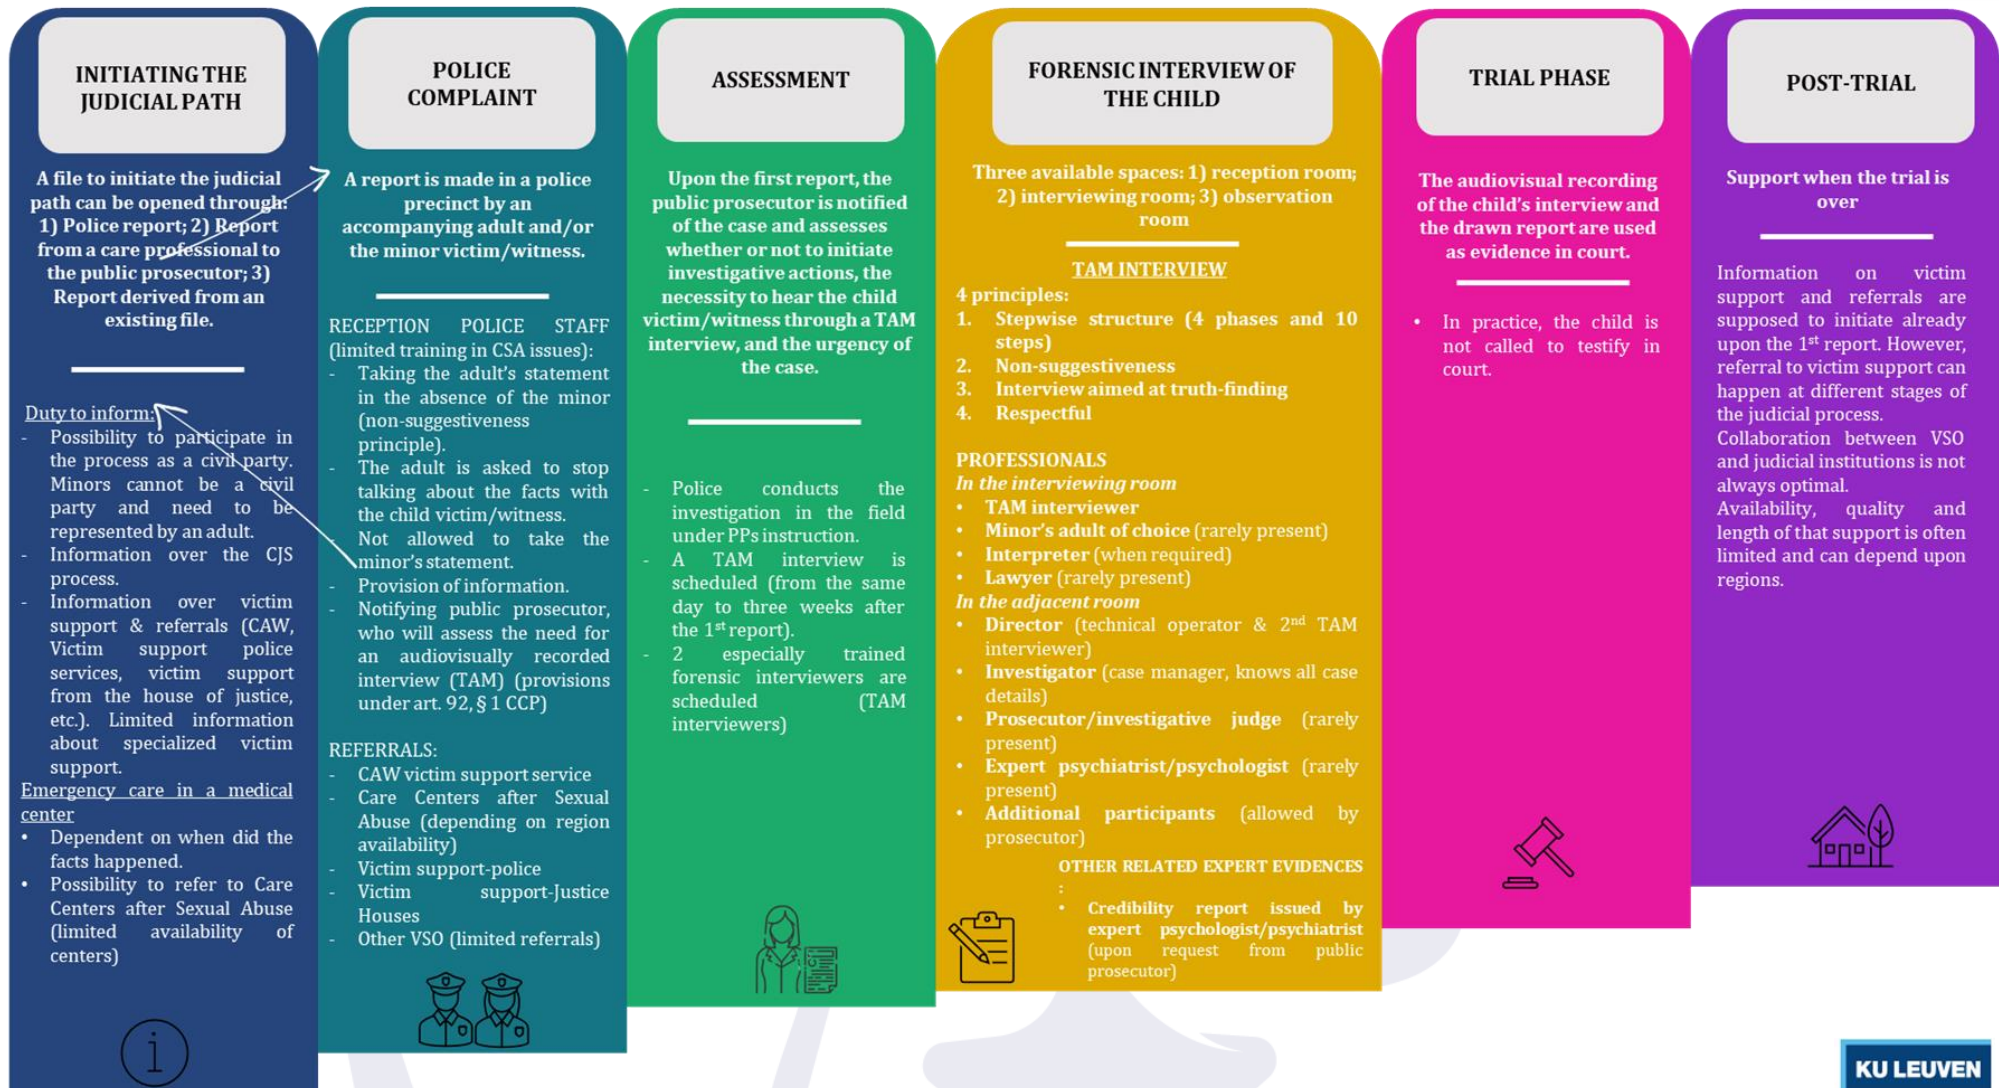 INITIATING THE
JUDICIAL PATH
A file to initiate the judicial
path can be opened through:
1) Police report; 2) Report
from a care professional to
the public prosecutor; 3)
Report derived from an
existing file.
Duty to inform:
- Possibility to participate in
the process as a civil party.
Minors cannot be a civil
party and need to be
represented by an adult.
- Information over the CJS
process.
- Information over victim
support & referrals (CAW,
Victim support police
services, victim support
from the house of justice,
etc.). Limited information
about specialized victim
support.
Emergency care in a medical
center
• Dependent on when did the
facts happened.
• Possibility to refer to Care
Centers after Sexual Abuse
(limited availability of
centers)
i
POLICE
COMPLAINT
A report is made in a police
precinct by an
accompanying adult and/or
the minor victim/witness.
RECEPTION POLICE STAFF
(limited training in CSA issues):
- Taking the adult's statement
in the absence of the minor
(non-suggestiveness
principle).
- The adult is asked to stop
talking about the facts with
the child victim/witness.
- Not allowed to take the
minor's statement.
- Provision of information.
- Notifying public prosecutor,
who will assess the need for
an audiovisually recorded
interview (TAM) (provisions
under art. 92, § 1 CCP)
REFERRALS:
- CAW victim support service
- Care Centers after Sexual
Abuse (depending on region
availability)
- Victim support-police
- Victim support-Justice
Houses
- Other VSO (limited referrals)
ASSESSMENT
Upon the first report, the
public prosecutor is notified
of the case and assesses
whether or not to initiate
investigative actions, the
necessity to hear the child
victim/witness through a TAM
interview, and the urgency of
the case.
- Police conducts the
investigation in the field
under PPs instruction.
- A TAM interview is
scheduled (from the same
day to three weeks after
the 1st report).
- 2 especially trained
forensic interviewers are
scheduled (TAM
interviewers)
FORENSIC INTERVIEW OF
THE CHILD
Three available spaces: 1) reception room;
2) interviewing room; 3) observation
room
TAM INTERVIEW
4 principles:
1. Stepwise structure (4 phases and 10
steps)
2. Non-suggestiveness
3. Interview aimed at truth-finding
4. Respectful
PROFESSIONALS
In the interviewing room
• TAM interviewer
• Minor's adult of choice (rarely present)
• Interpreter (when required)
• Lawyer (rarely present)
In the adjacent room
• Director (technical operator & 2nd TAM
interviewer)
• Investigator (case manager, knows all case
details)
• Prosecutor/investigative judge (rarely
present)
• Expert psychiatrist/psychologist (rarely
present)
• Additional participants (allowed by
prosecutor)
OTHER RELATED EXPERT EVIDENCES
:
• Credibility report issued by
expert psychologist/psychiatrist
(upon request from public
prosecutor)
TRIAL PHASE
The audiovisual recording
of the child's interview and
the drawn report are used
as evidence in court.
• In practice, the child is
not called to testify in
court.
POST-TRIAL
Support when the trial is
over
Information on victim
support and referrals are
supposed to initiate already
upon the 1st report. However,
referral to victim support can
happen at different stages of
the judicial process.
Collaboration between VSO
and judicial institutions is not
always optimal.
Availability, quality and
length of that support is often
limited and can depend upon
regions.
KU LEUVEN